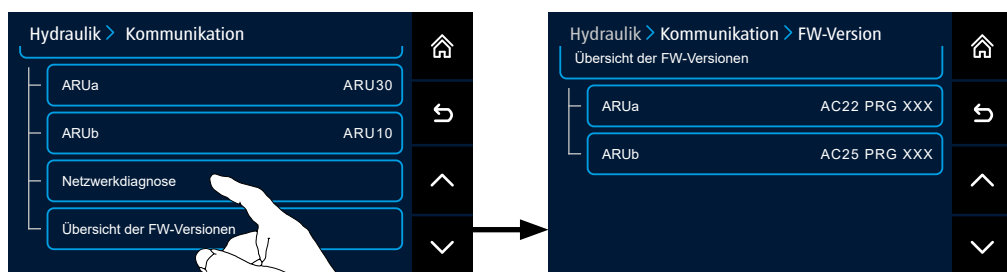 Hydraulik > Kommunikation
ARUa ARU30
ARUb ARU10
Netzwerkdiagnose
Übersicht der FW-Versionen
Hydraulik > Kommunikation > FW-Version
Übersicht der FW-Versionen
ARUa AC22 PRG XXX
ARUb AC25 PRG XXX